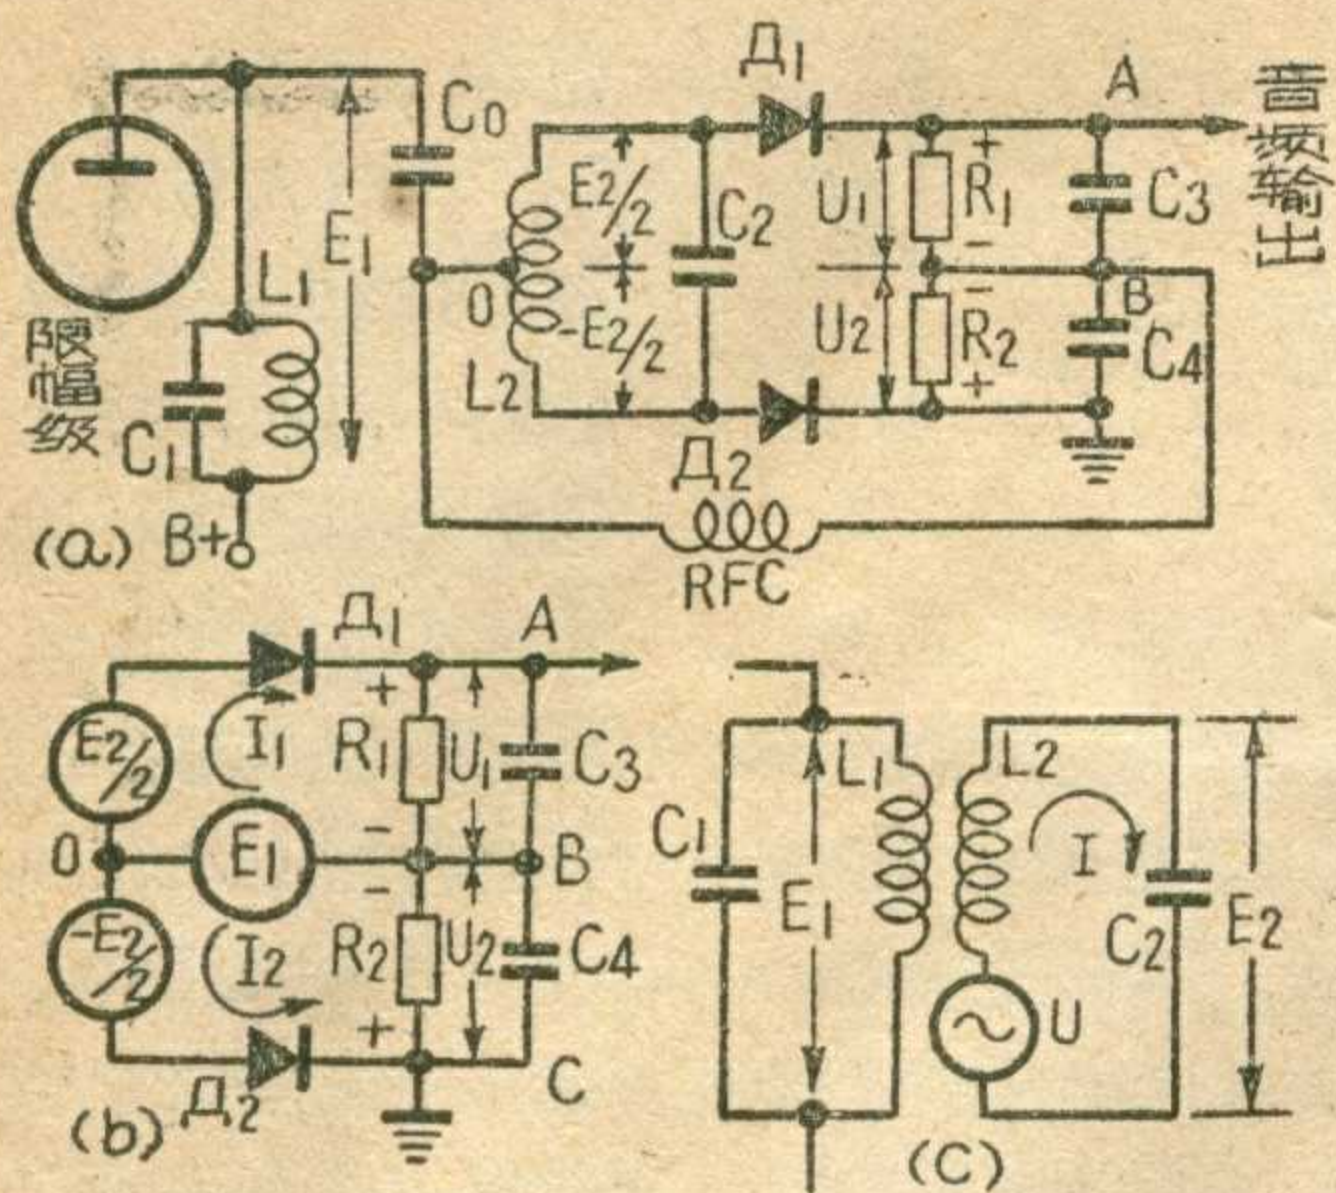 Д1
A
音频输出
C0
E1
E2/2
C2
U1
+
R1
-
C3
L1
0
-E2/2
U2
-
R2
+
B
C4
限幅级
C1
L2
Д2
(a) B+
RFC
Д1
A
E2/2
I1
+
R1
U1
C3
L1
L2
C1
0
E1
-
B
E1
I
C2
E2
-
-E2/2
I2
R2
U2
C4
U
+
Д2
C
(b)
(C)